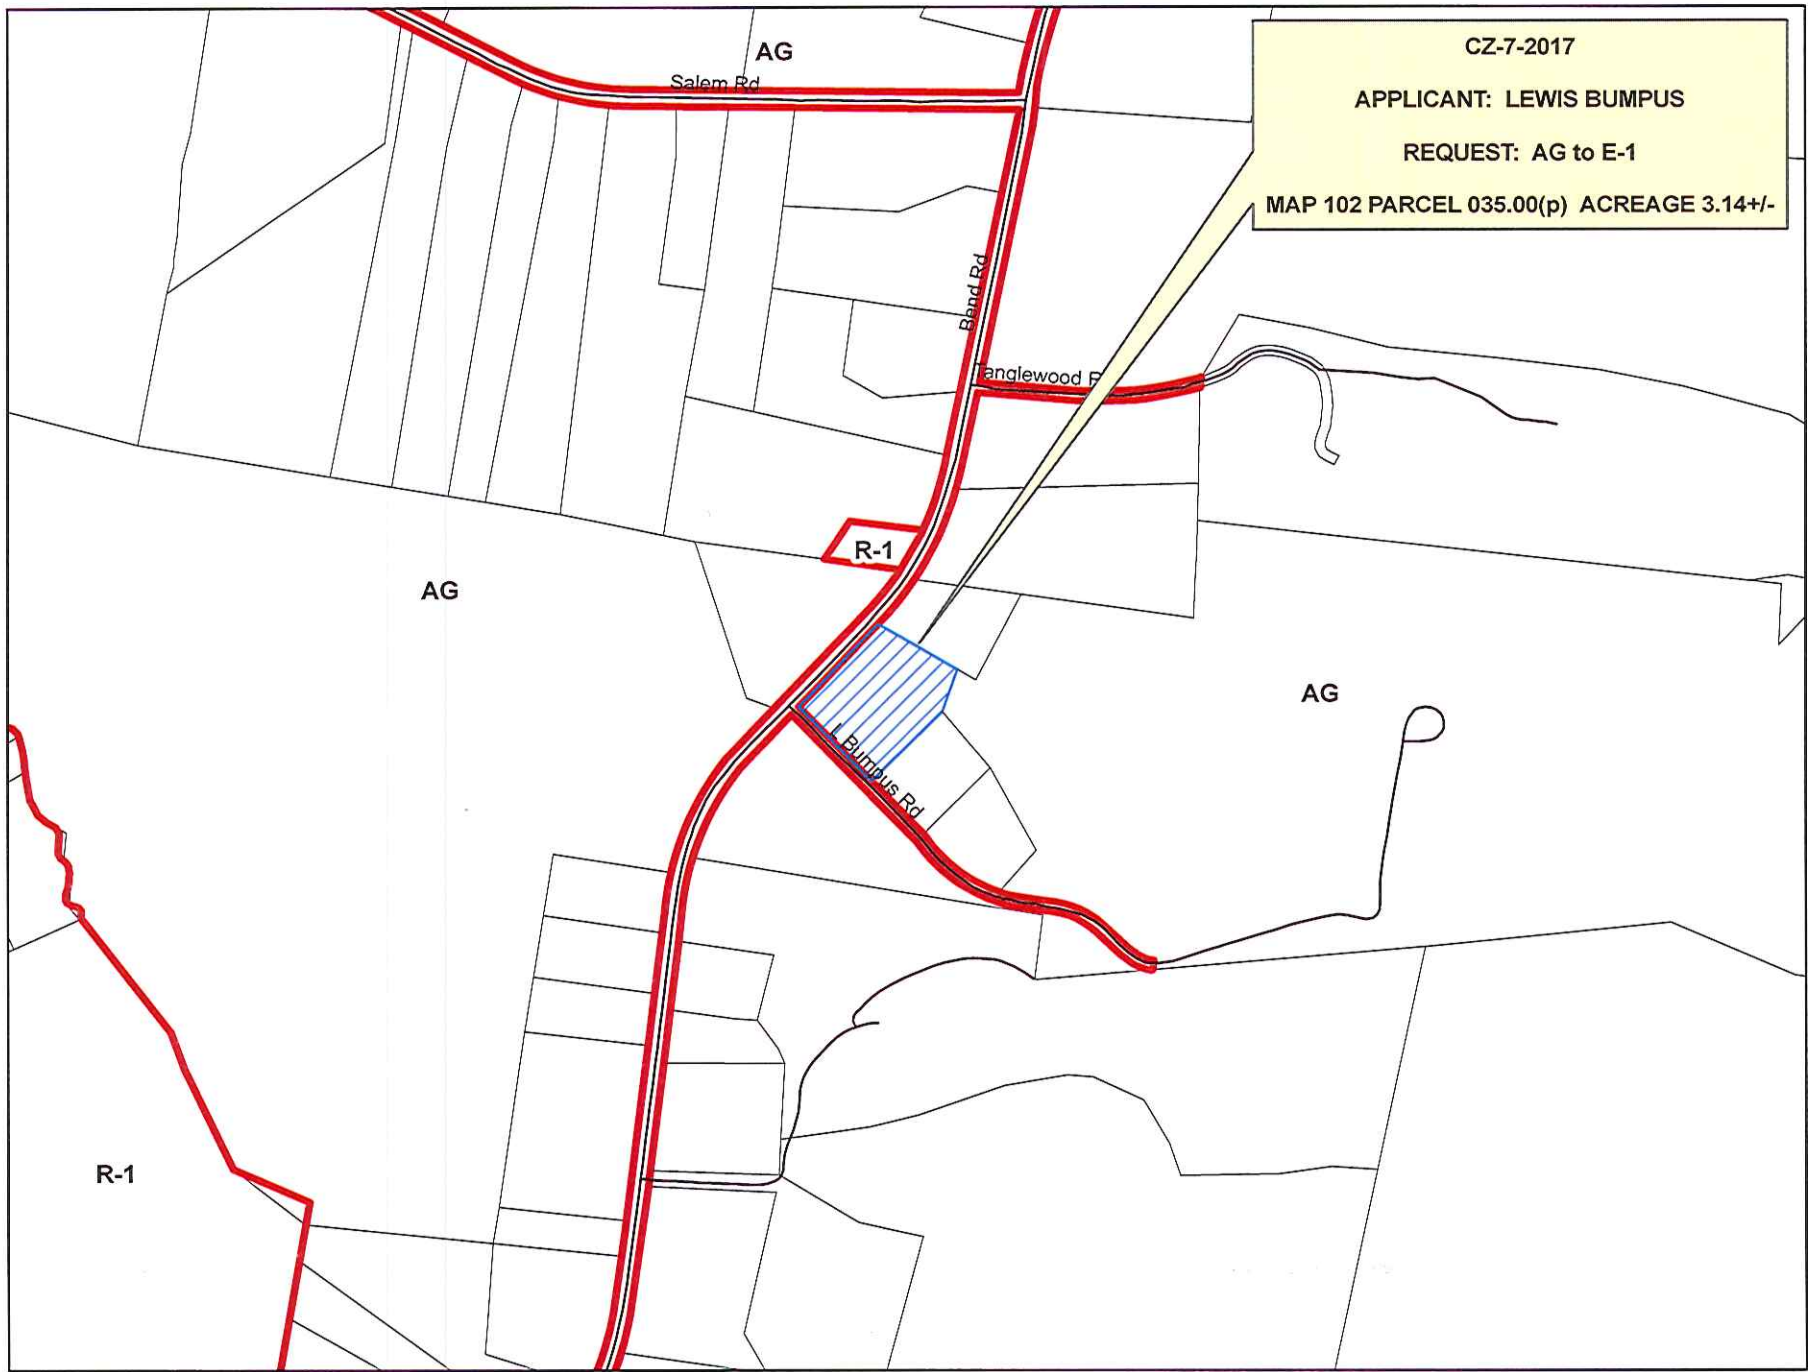 CZ-7-2017
APPLICANT: LEWIS BUMPUS
REQUEST: AG to E-1
MAP 102 PARCEL 035.00(p) ACREAGE 3.14+/-
AG
Salem Rd
Bend Rd
Tanglewood R
R-1
AG
AG
L Bumpus Rd
R-1